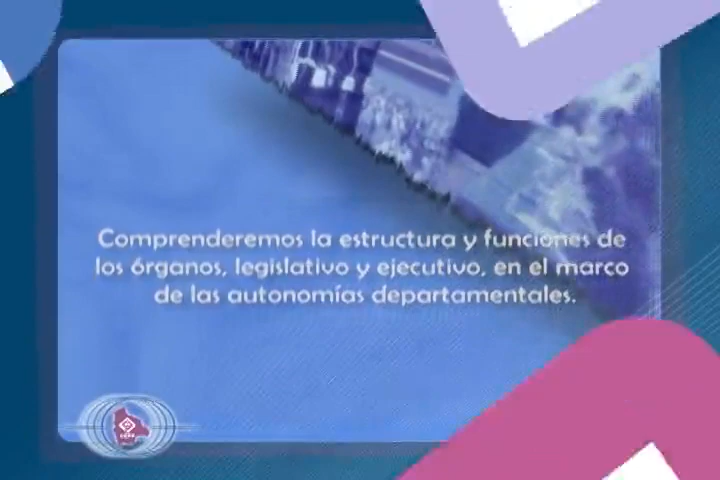 Comprenderemos la estructura y funciones de
los órganos, legislativo y ejecutivo, en el marco
de las autonomías departamentales.